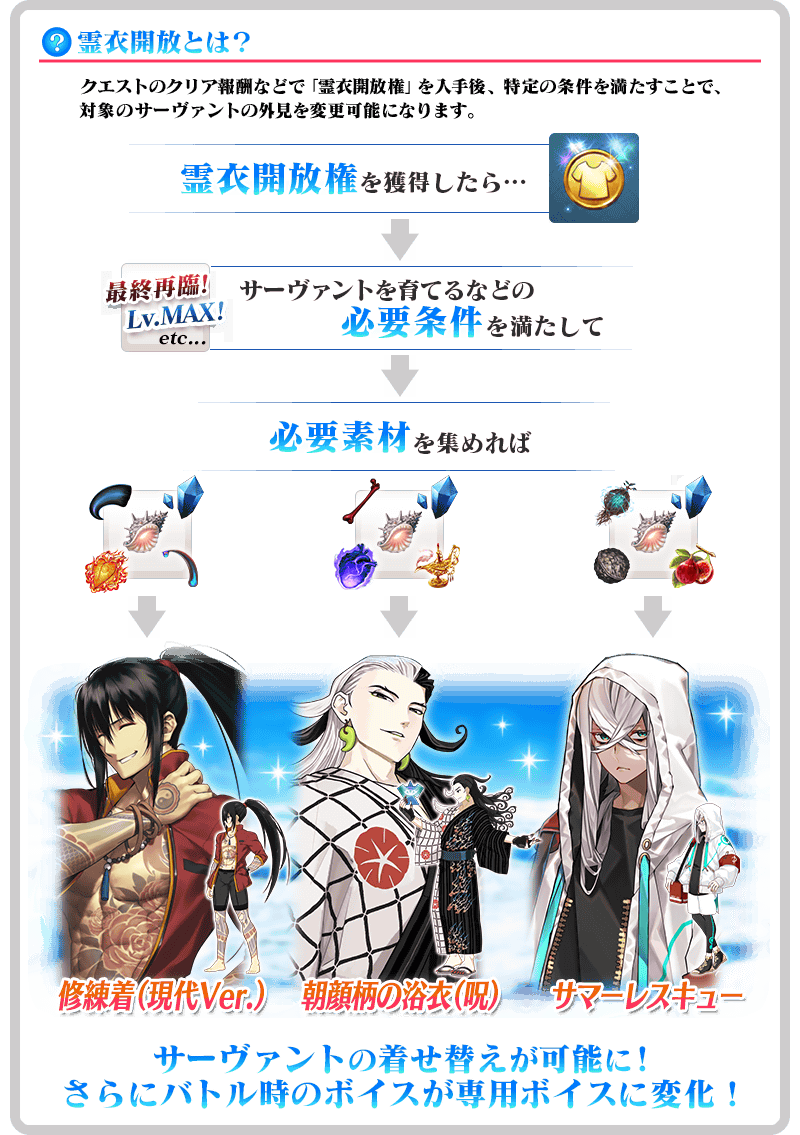 ?霊衣開放とは?
クエストのクリア報酬などで「霊衣開放権」を入手後、特定の条件を満たすことで、
対象のサーヴァントの外見を変更可能になります。
霊衣開放権を獲得したら…
最終再臨!
Lv.MAX!
etc...
サーヴァントを育てるなどの
必要条件を満たして
必要素材を集めれば
修練着(現代Ver.)
朝顔柄の浴衣(呪)
サマーレスキュー
サーヴァントの着せ替えが可能に!
さらにバトル時のボイスが専用ボイスに変化!